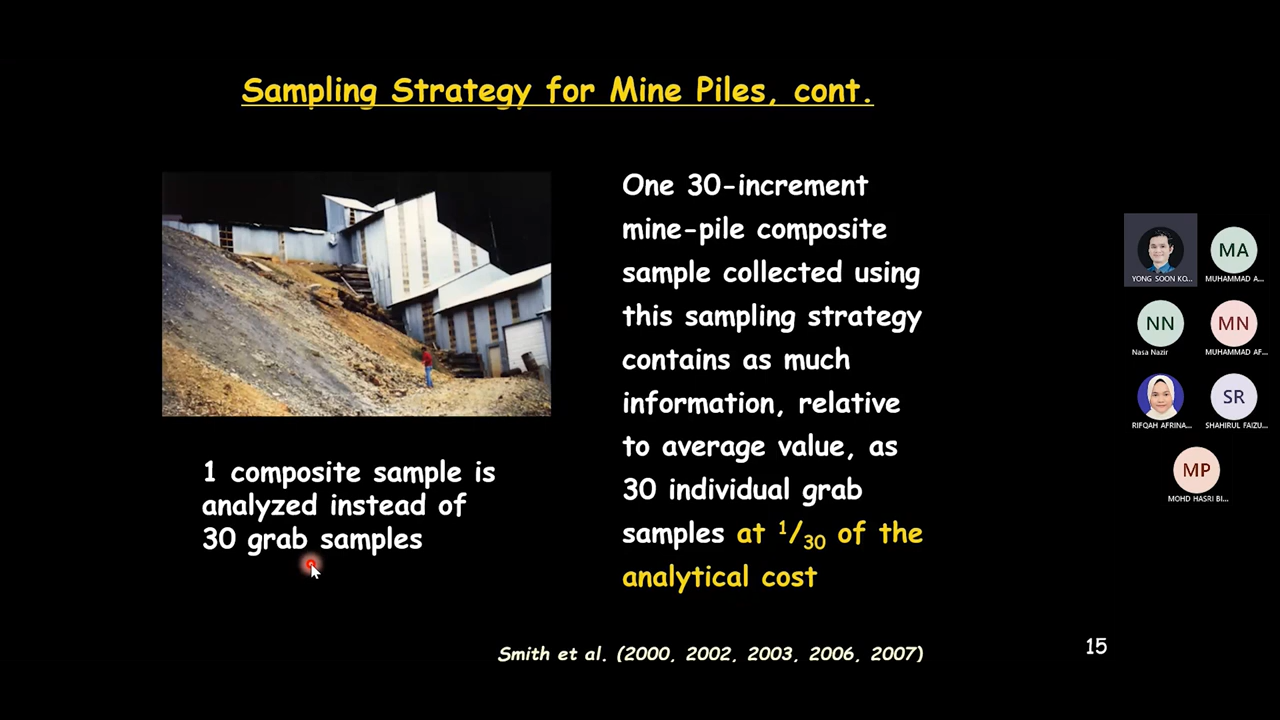 Sampling Strategy for Mine Piles, cont.
One 30-increment
mine-pile composite
sample collected using
this sampling strategy
contains as much
information, relative
to average value, as
30 individual grab
samples at 1/30 of the
analytical cost
1 composite sample is
analyzed instead of
30 grab samples
Smith et al. (2000, 2002, 2003, 2006, 2007)
15
YONG SOON KO...
MA
MUHAMMAD A...
NN
Nasa Nazir
MN
MUHAMMAD AF...
RIFQAH AFRINA...
SR
SHAHIRUL FAIZU...
MP
MOHD HASRI BI...